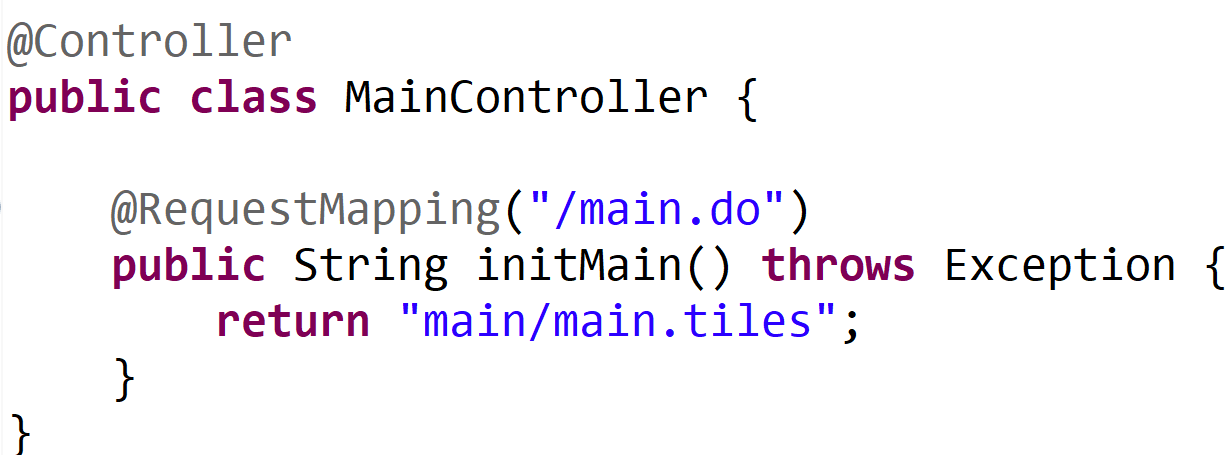 @Controller
public class MainController {
@RequestMapping("/main.do")
public String initMain() throws Exception {
return "main/main.tiles";
}
}